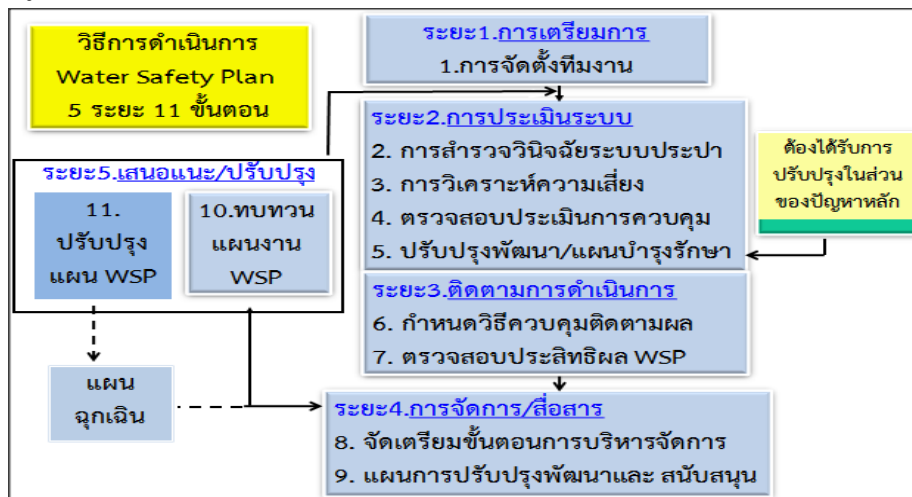 วิธีการดำเนินการ
Water Safety Plan
5 ระยะ 11 ขั้นตอน
ระยะ1.การเตรียมการ
1.การจัดตั้งทีมงาน
ระยะ2.การประเมินระบบ
2. การสำรวจวินิจฉัยระบบประปา
3. การวิเคราะห์ความเสี่ยง
4. ตรวจสอบประเมินการควบคุม
5. ปรับปรุงพัฒนา/แผนบำรุงรักษา
ต้องได้รับการ
ปรับปรุงในส่วน
ของปัญหาหลัก
ระยะ3.ติดตามการดำเนินการ
6. กำหนดวิธีควบคุมติดตามผล
7. ตรวจสอบประสิทธิผล WSP
ระยะ4.การจัดการ/สื่อสาร
8. จัดเตรียมขั้นตอนการบริหารจัดการ
9. แผนการปรับปรุงพัฒนาและ สนับสนุน
ระยะ5.เสนอแนะ/ปรับปรุง
10.ทบทวน
แผนงาน
WSP
11.
ปรับปรุง
แผน WSP
แผน
ฉุกเฉิน